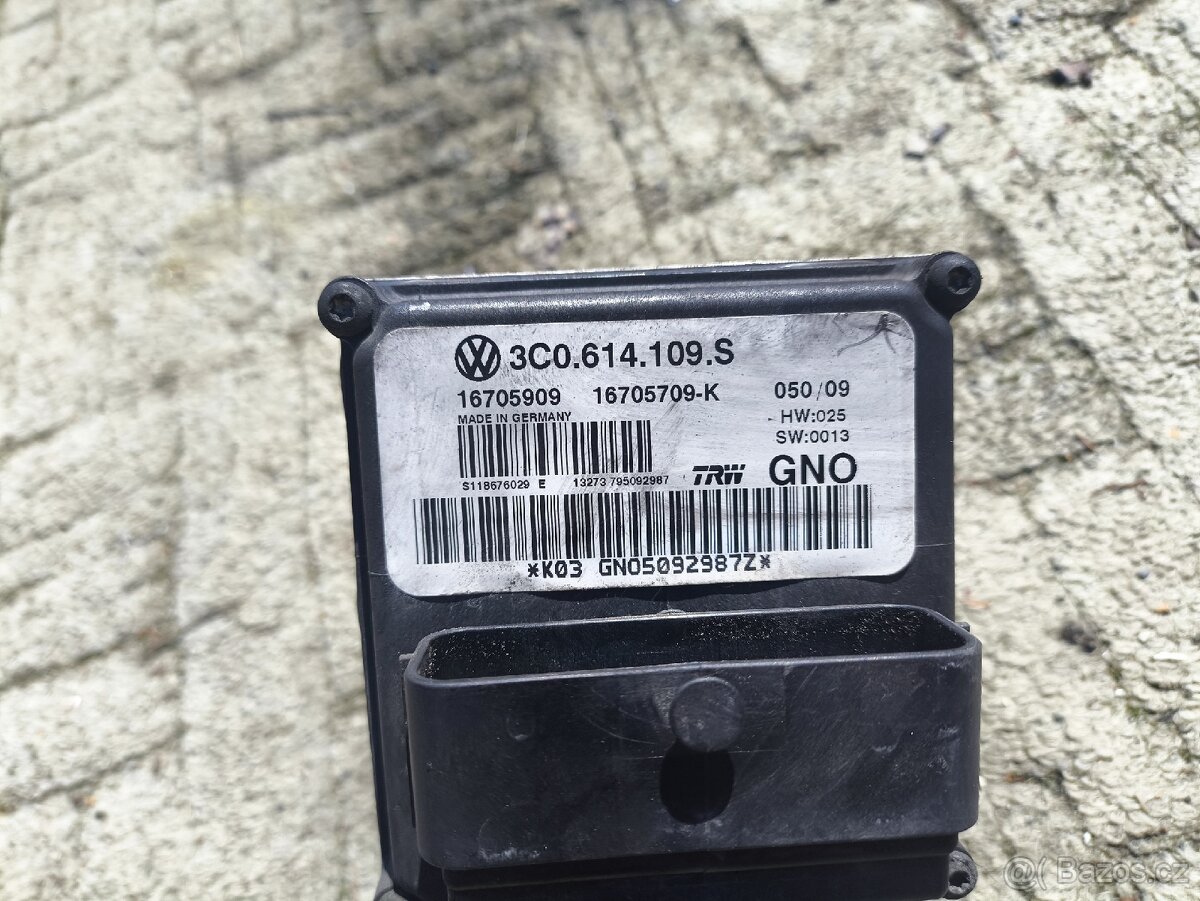 3C0.614.109.S
16705909 16705709-K 050/09
MADE IN GERMANY HW:025
SW:0013
S118676029 E 13273 795092987 TRW GNO
*K03 GNO5092987Z*
@( Bazos.cz